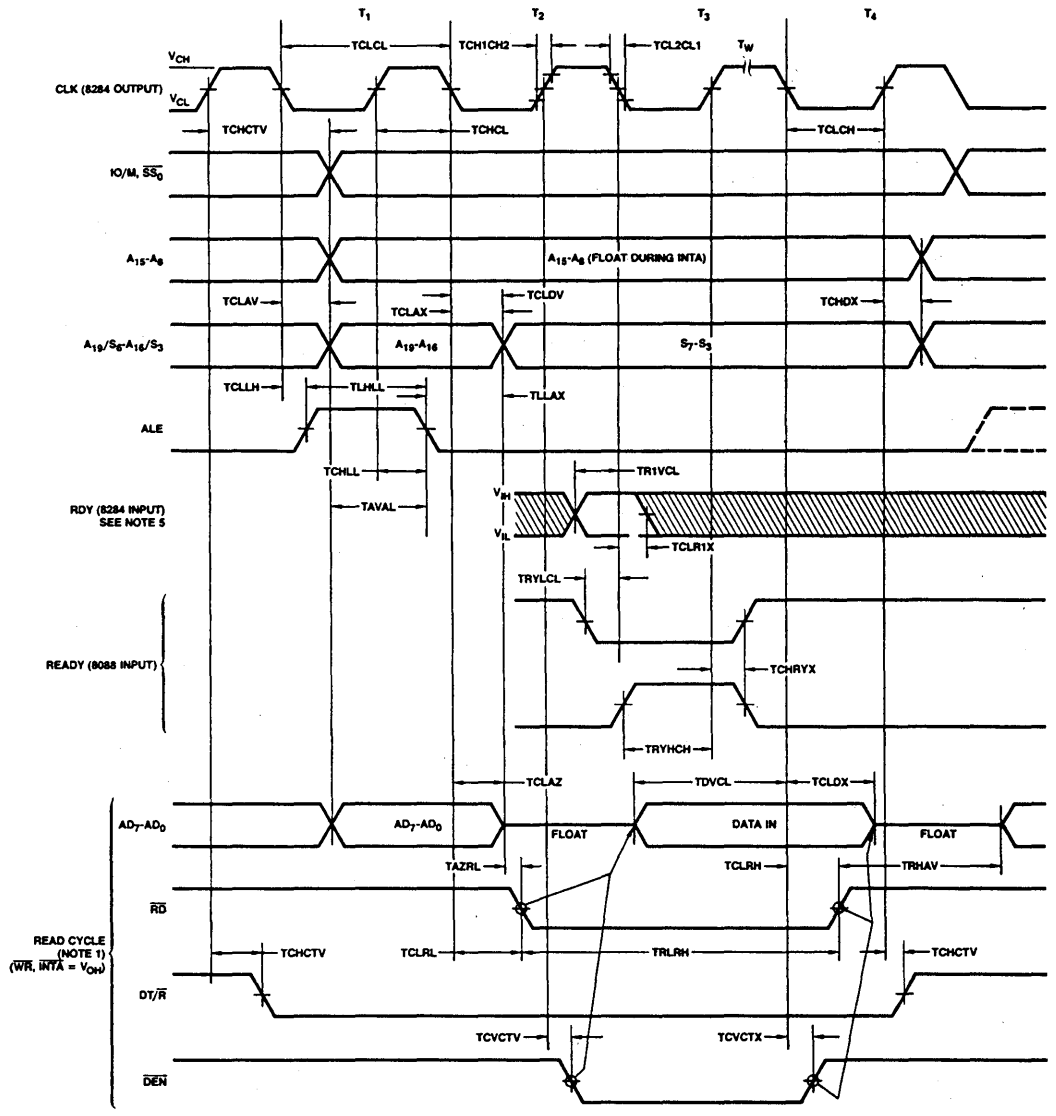 T1 T2 T3 T4
TCLCL TCH1CH2 TCL2CL1 TW
VCH
CLK (8284 OUTPUT)
VCL
TCHCTV TCHCL TCLCH
IO/M, SS0
A15-A8 A15-A8 (FLOAT DURING INTA)
TCLAV TCLDV
TCLAX TCHDX
A19/S6-A16/S3 A19-A16 S7-S3
TCLLH TLHLL
TLLAX
ALE
TCHLL TR1VCL
VIH
TAVAL
RDY (8284 INPUT)
SEE NOTE 5
VIL
TCLR1X
TRYLCL
READY (8088 INPUT)
TCHRYX
TRYHCH
TCLAZ TDVCL TCLDX
AD7-AD0 AD7-AD0 FLOAT DATA IN FLOAT
TAZRL TCLRH TRHAV
RD
READ CYCLE
(NOTE 1)
(WR, INTA = VOH)
TCHCTV TCLRL TRLRH TCHCTV
DT/R
TCVCTV TCVCTX
DEN